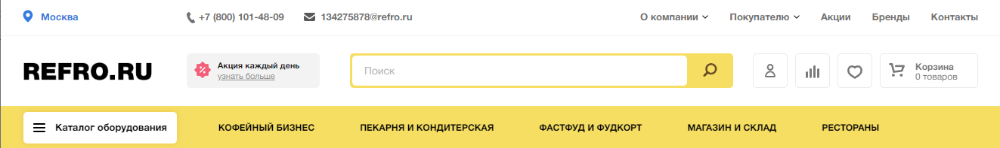 Москва +7 (800) 101-48-09 134275878@refro.ru О компании Покупателю Акции Бренды Контакты
REFRO.RU
Акция каждый день
узнать больше
Поиск
Корзина
0 товаров
Каталог оборудования КОФЕЙНЫЙ БИЗНЕС ПЕКАРНЯ И КОНДИТЕРСКАЯ ФАСТФУД И ФУДКОРТ МАГАЗИН И СКЛАД РЕСТОРАНЫ